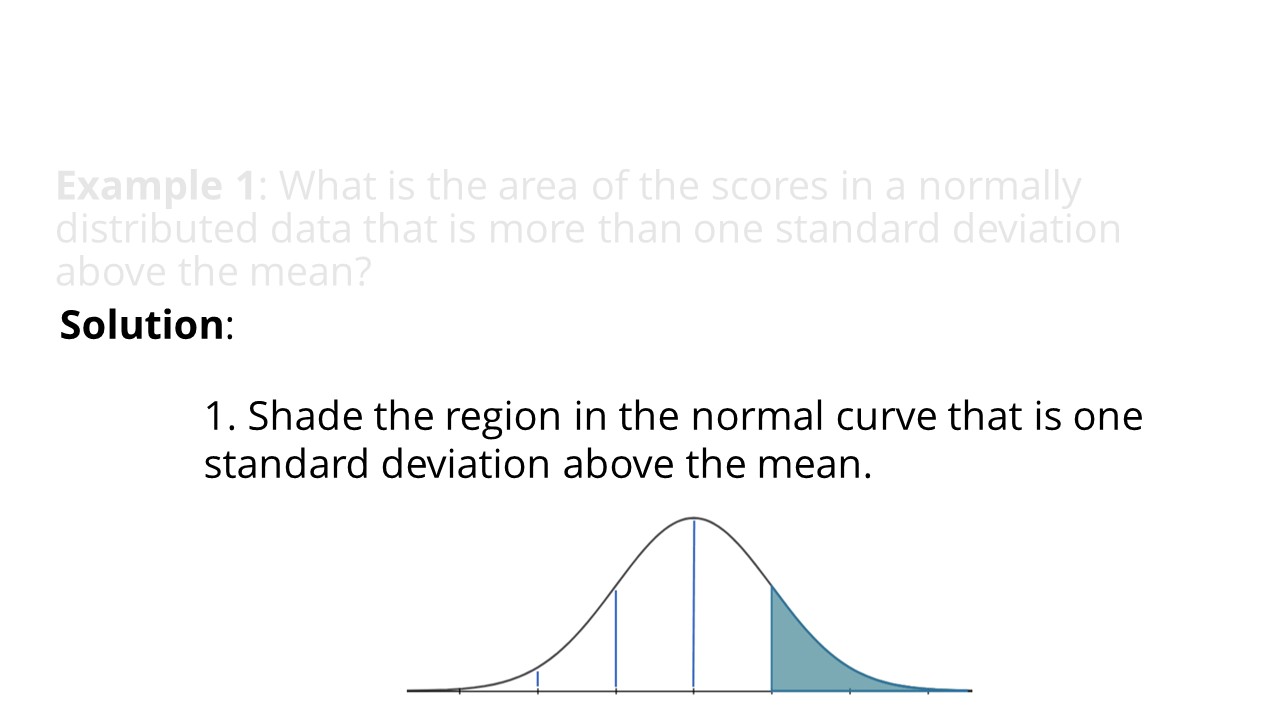 Example 1: What is the area of the scores in a normally
distributed data that is more than one standard deviation
above the mean?
Solution:
1. Shade the region in the normal curve that is one
standard deviation above the mean.